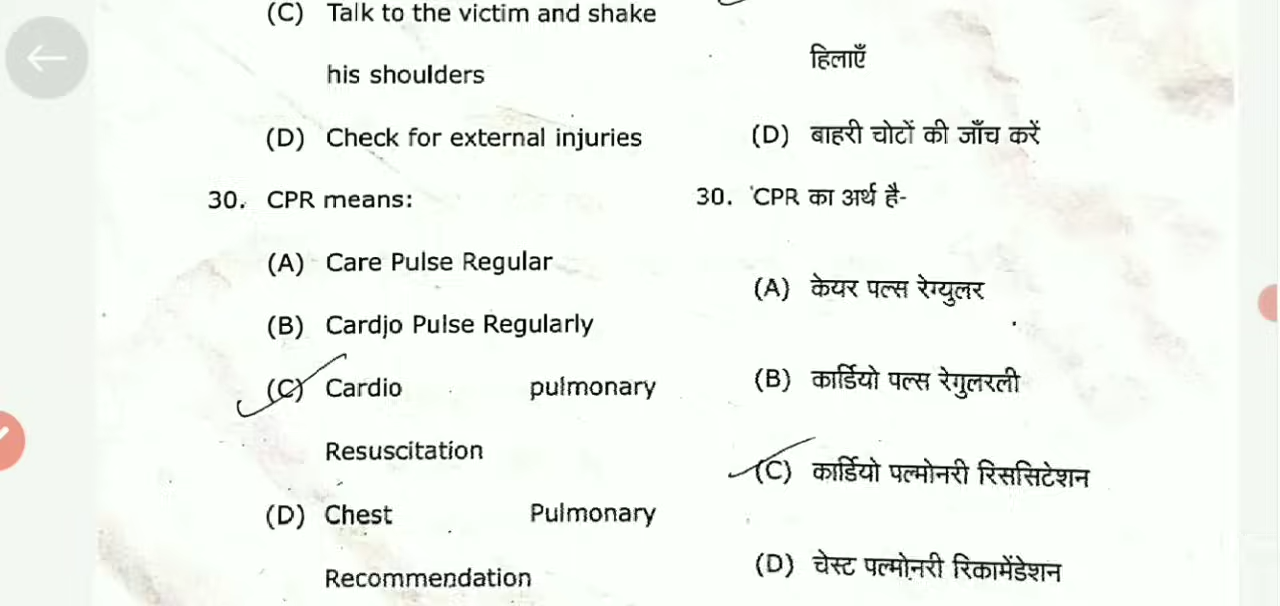 (C) Talk to the victim and shake
his shoulders
(D) Check for external injuries
30. CPR means:
(A) Care Pulse Regular
(B) Cardjo Pulse Regularly
(C) Cardio pulmonary
Resuscitation
(D) Chest Pulmonary
Recommendation
हिलाएँ
(D) बाहरी चोटों की जाँच करें
30. CPR का अर्थ है-
(A) केयर पल्स रेग्युलर
(B) कार्डियो पल्स रेगुलरली
(C) कार्डियो पल्मोनरी रिससिटेशन
(D) चेस्ट पल्मोनरी रिकामेंडेशन